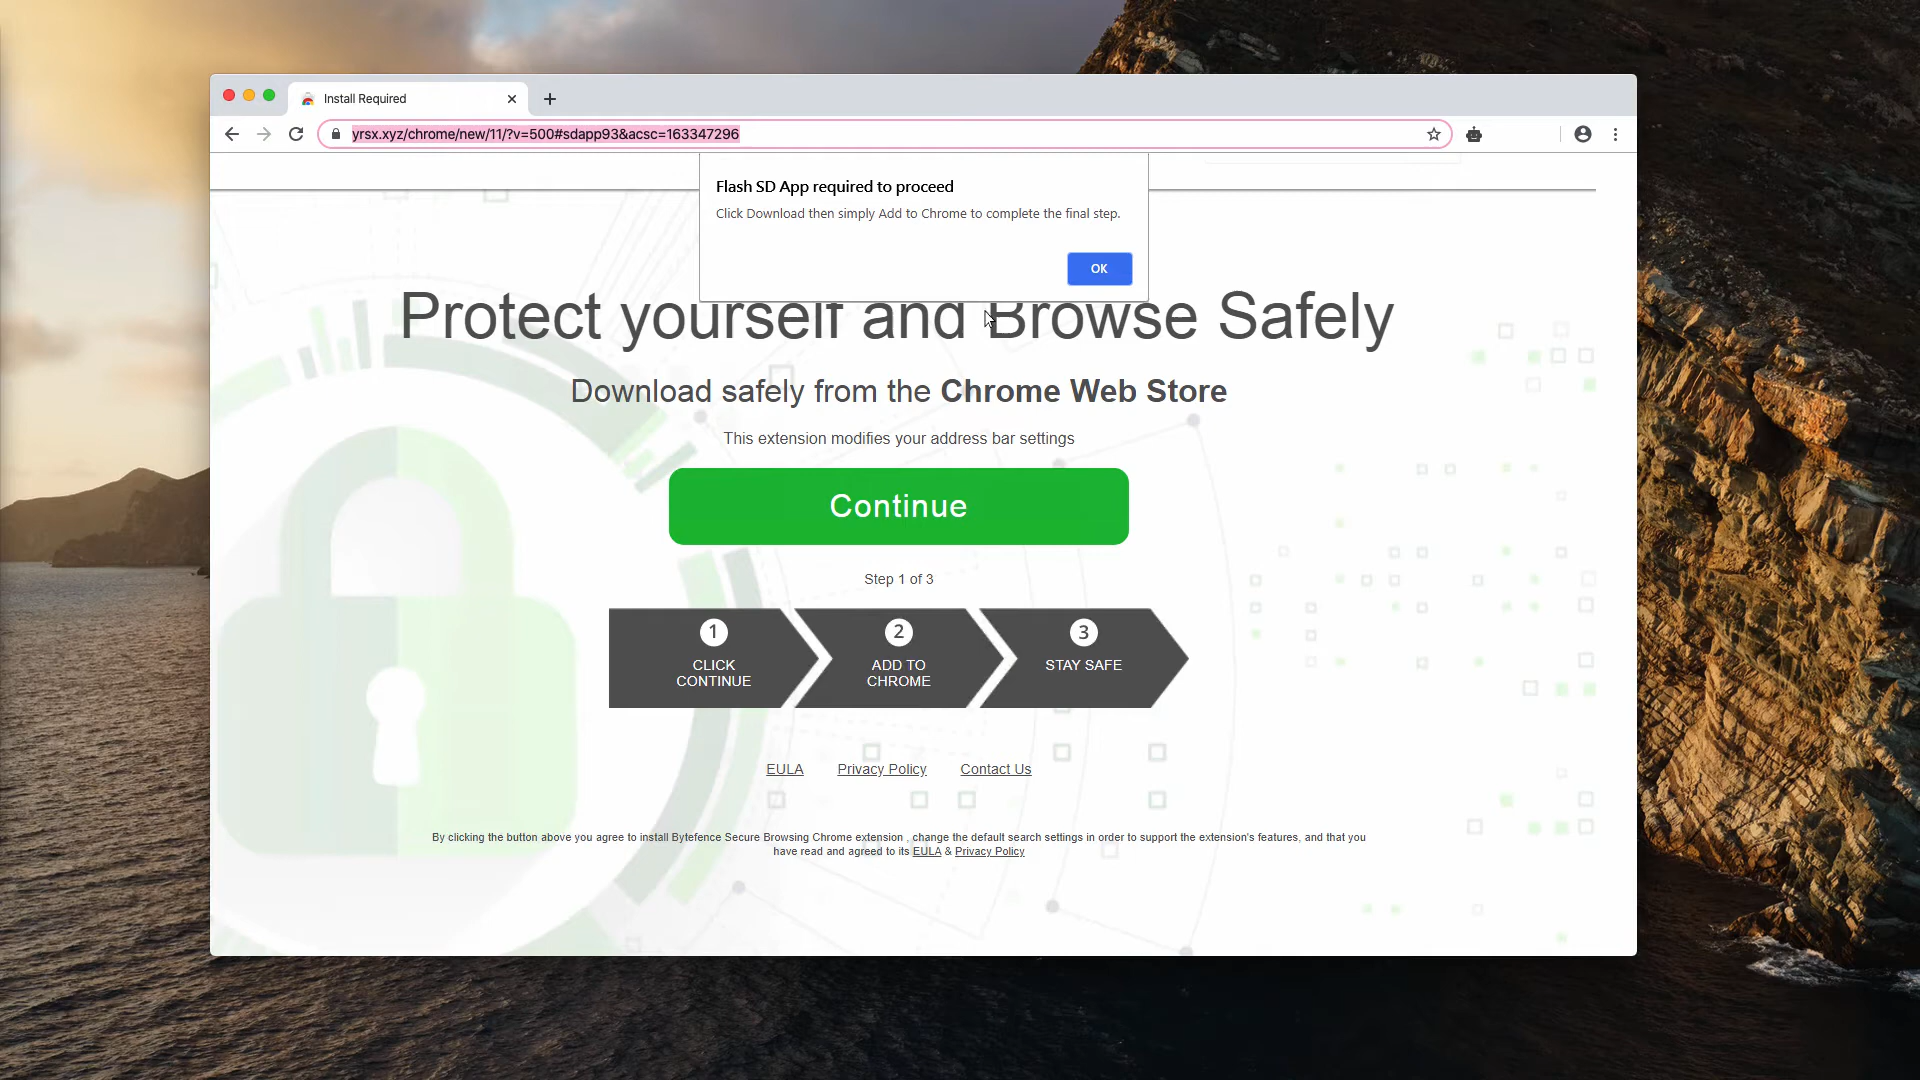 Install Required
yrsx.xyz/chrome/new/11/?v=500#sdapp93&acsc=163347296
Flash SD App required to proceed
Click Download then simply Add to Chrome to complete the final step.
OK
Protect yourself and Browse Safely
Download safely from the Chrome Web Store
This extension modifies your address bar settings
Continue
Step 1 of 3
1
CLICK
CONTINUE
2
ADD TO
CHROME
3
STAY SAFE
EULA Privacy Policy Contact Us
By clicking the button above you agree to install Bytefence Secure Browsing Chrome extension , change the default search settings in order to support the extension's features, and that you
have read and agreed to its EULA & Privacy Policy